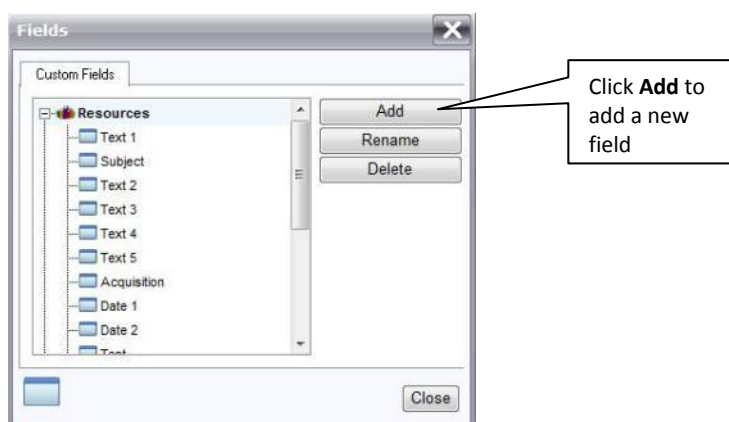 Fields
Custom Fields
Resources
Text 1
Subject
Text 2
Text 3
Text 4
Text 5
Acquisition
Date 1
Date 2
Add
Rename
Delete
Close
Click Add to
add a new
field